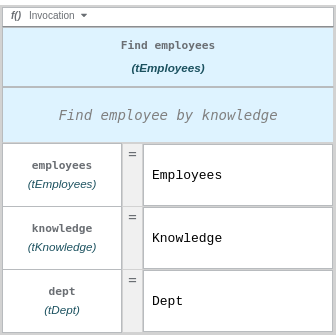 f() Invocation
Find employees
(tEmployees)
Find employee by knowledge
employees
(tEmployees)
=
Employees
knowledge
(tKnowledge)
=
Knowledge
dept
(tDept)
=
Dept